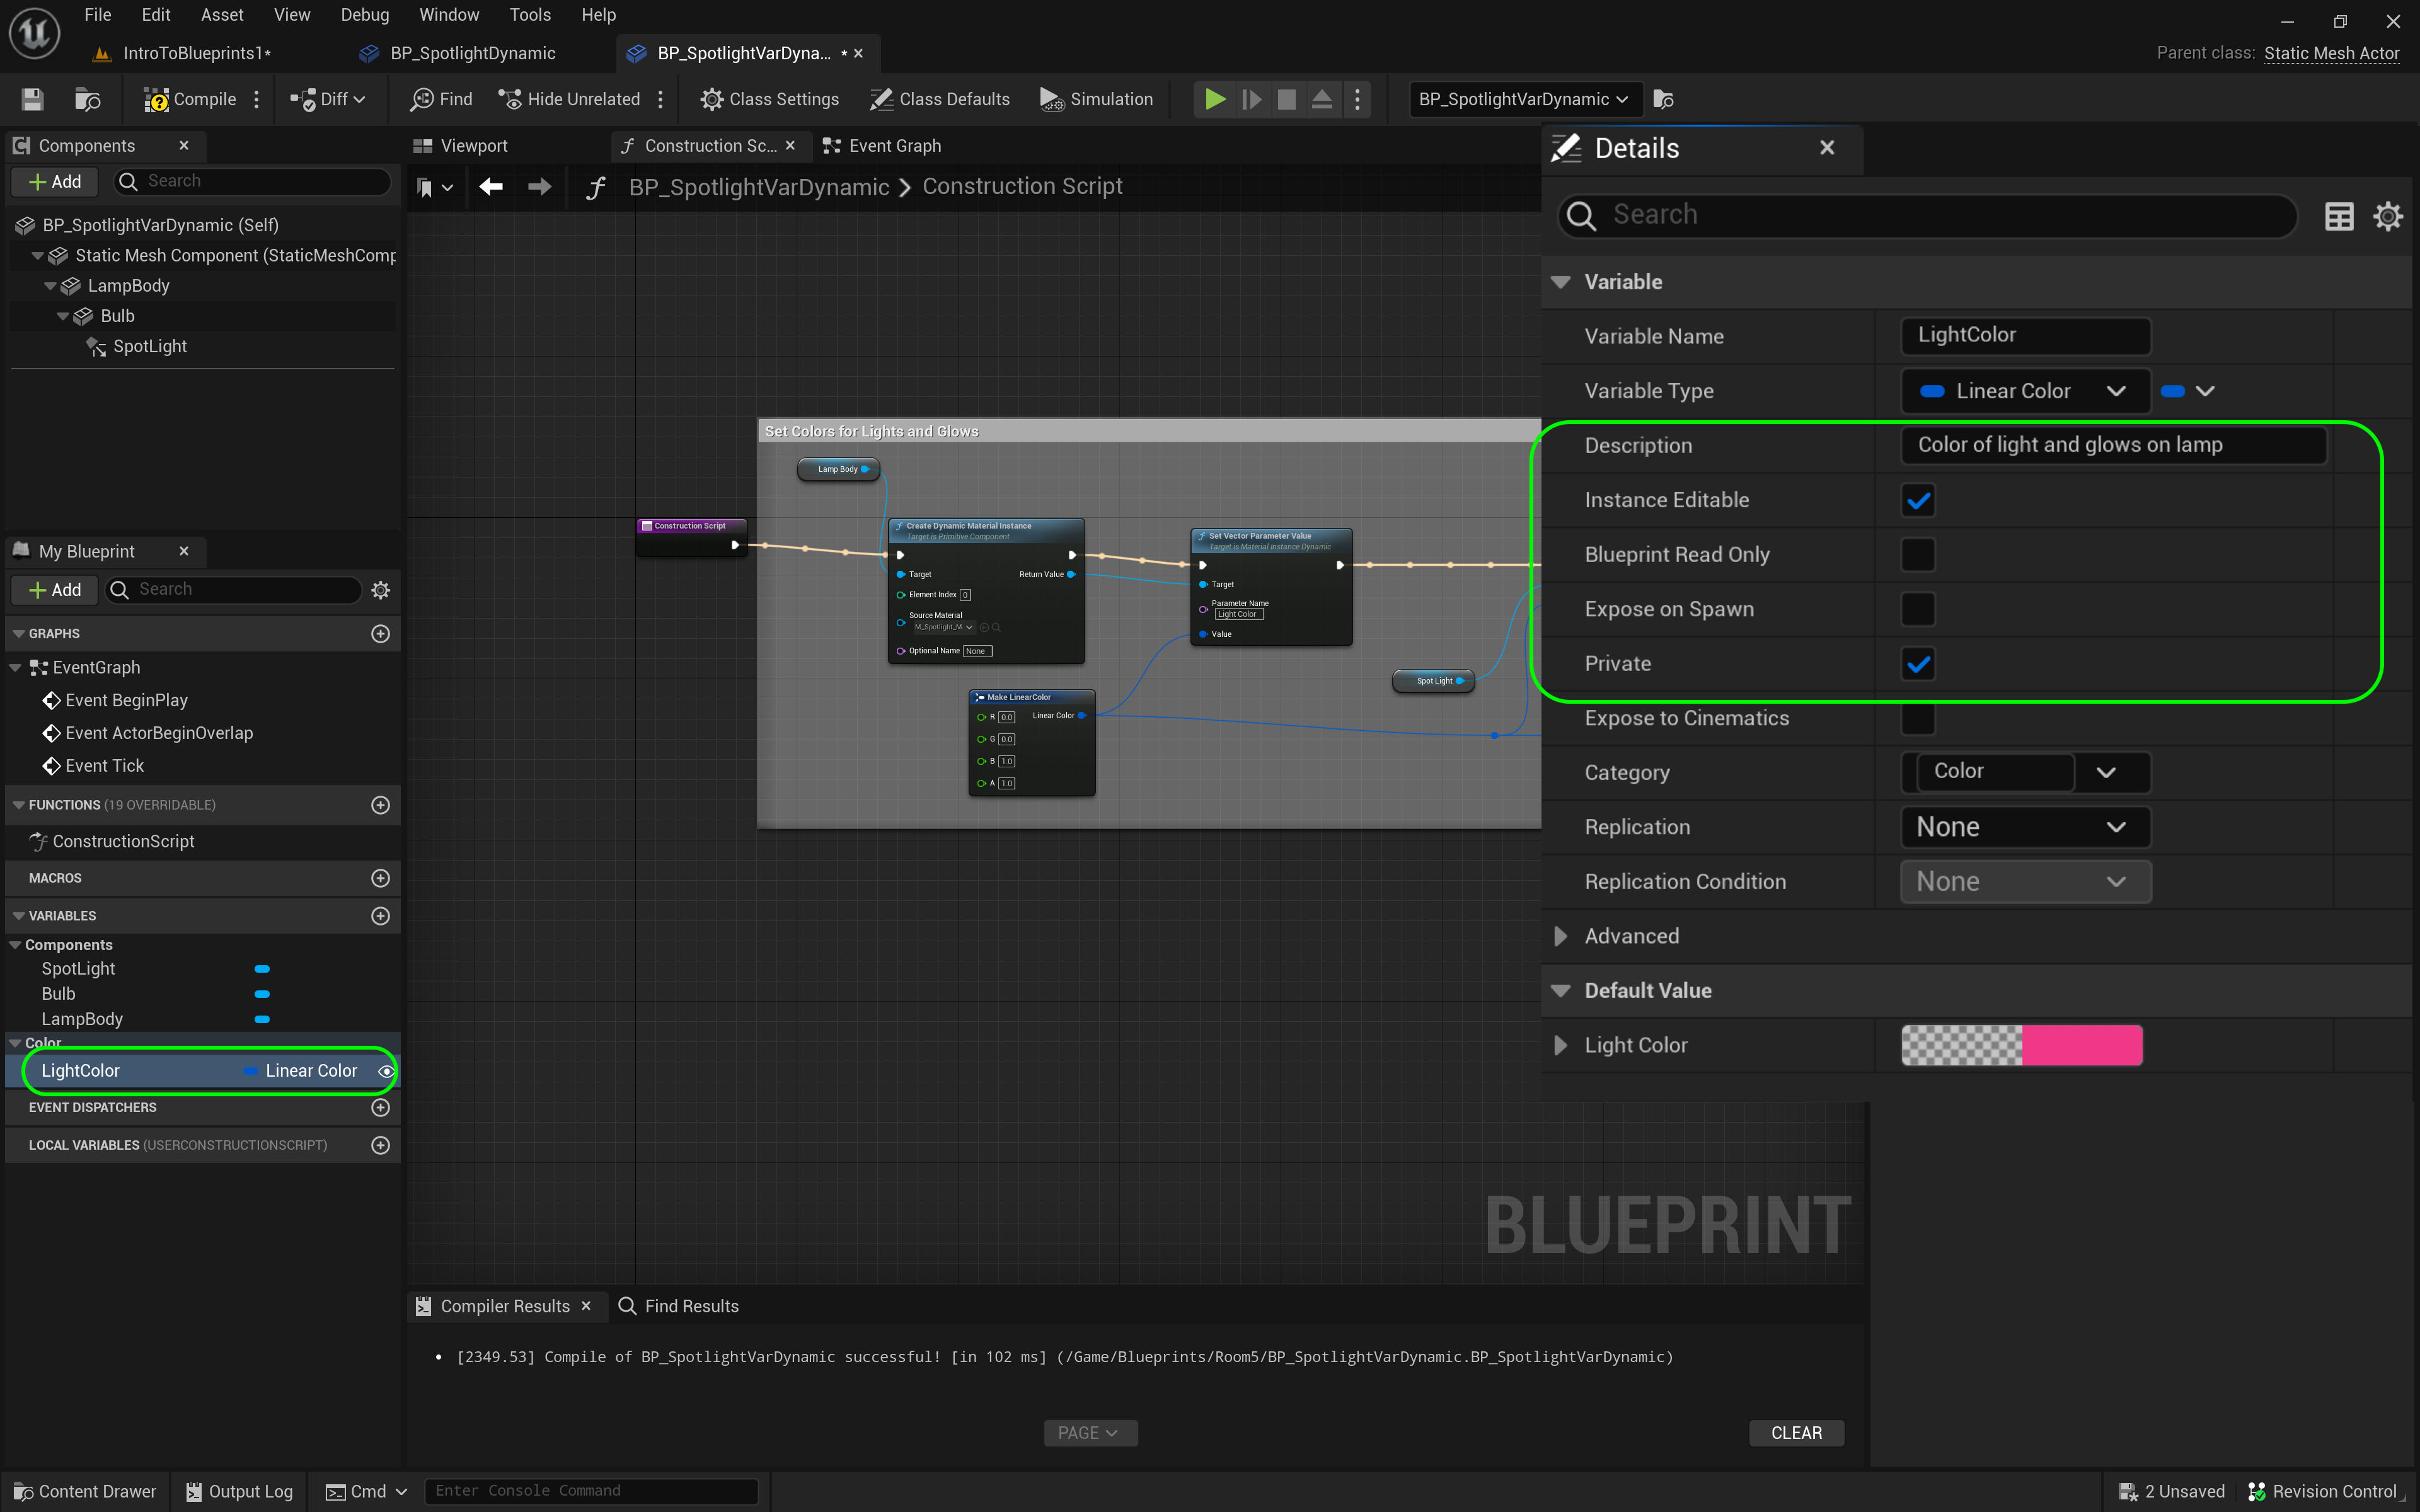 File Edit Asset View Debug Window Tools Help
IntroToBlueprints1*
BP_SpotlightDynamic
BP_SpotlightVarDyna... *
Parent class: Static Mesh Actor
Compile Diff Find Hide Unrelated Class Settings Class Defaults Simulation BP_SpotlightVarDynamic
Components
Add Search
BP_SpotlightVarDynamic (Self)
Static Mesh Component (StaticMeshComp
LampBody
Bulb
SpotLight
My Blueprint
Add Search
GRAPHS
EventGraph
Event BeginPlay
Event ActorBeginOverlap
Event Tick
FUNCTIONS (19 OVERRIDABLE)
ConstructionScript
MACROS
VARIABLES
Components
SpotLight
Bulb
LampBody
Color
LightColor Linear Color
EVENT DISPATCHERS
LOCAL VARIABLES (USERCONSTRUCTIONSCRIPT)
Viewport Construction Sc... Event Graph
BP_SpotlightVarDynamic > Construction Script
Set Colors for Lights and Glows
Lamp Body
Construction Script
Create Dynamic Material Instance
Target is Primitive Component
Target Return Value
Element Index 0
Source Material
M_Spotlight_M
Optional Name None
Set Vector Parameter Value
Target is Material Instance Dynamic
Target
Parameter Name
Light Color
Value
Spot Light
Make LinearColor
R 0.0 Linear Color
G 0.0
B 1.0
A 1.0
BLUEPRINT
Details
Search
Variable
Variable Name LightColor
Variable Type Linear Color
Description Color of light and glows on lamp
Instance Editable
Blueprint Read Only
Expose on Spawn
Private
Expose to Cinematics
Category Color
Replication None
Replication Condition None
Advanced
Default Value
Light Color
Compiler Results Find Results
• [2349.53] Compile of BP_SpotlightVarDynamic successful! [in 102 ms] (/Game/Blueprints/Room5/BP_SpotlightVarDynamic.BP_SpotlightVarDynamic)
PAGE CLEAR
Content Drawer Output Log Cmd Enter Console Command 2 Unsaved Revision Control